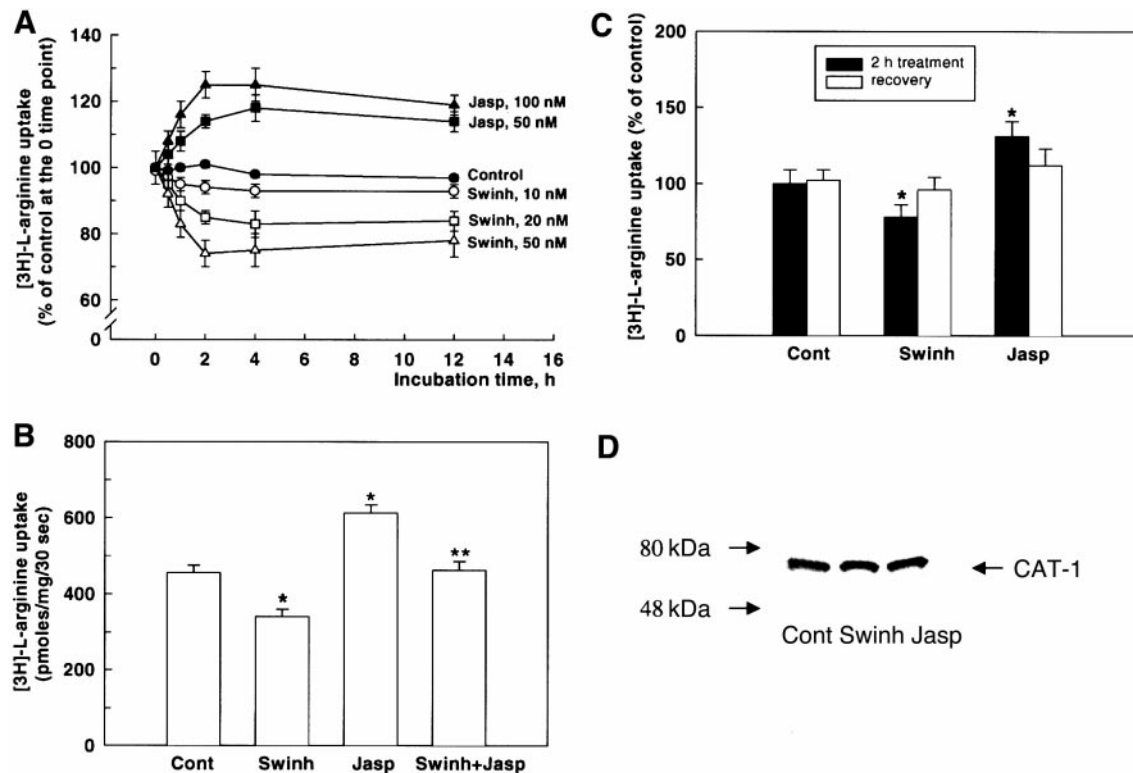 A
[3H]-L-arginine uptake
(% of control at the 0 time point)
140
120
100
80
60
0
Jasp, 100 nM
Jasp, 50 nM
Control
Swinh, 10 nM
Swinh, 20 nM
Swinh, 50 nM
0 2 4 6 8 10 12 14 16
Incubation time, h
C
[3H]-L-arginine uptake (% of control)
200
150
100
50
0
2 h treatment
recovery
*
*
Cont Swinh Jasp
B
[3H]-L-arginine uptake
(pmoles/mg/30 sec)
800
600
400
200
0
*
*
**
Cont Swinh Jasp Swinh+Jasp
D
80 kDa
CAT-1
48 kDa
Cont Swinh Jasp